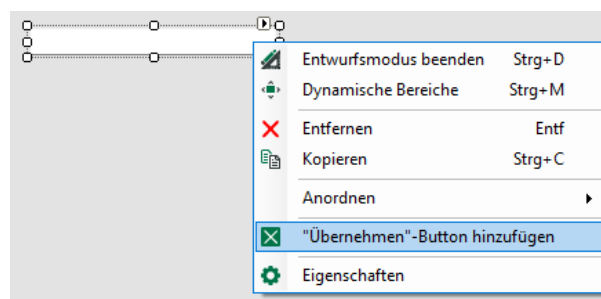 Entwurfsmodus beenden Strg+D
Dynamische Bereiche Strg+M
Entfernen Entf
Kopieren Strg+C
Anordnen
"Übernehmen"-Button hinzufügen
Eigenschaften